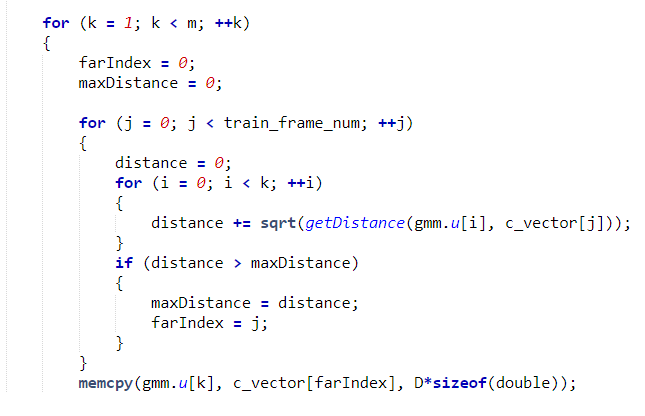 for (k = 1; k < m; ++k)
{
farIndex = 0;
maxDistance = 0;
for (j = 0; j < train_frame_num; ++j)
{
distance = 0;
for (i = 0; i < k; ++i)
{
distance += sqrt(getDistance(gmm.u[i], c_vector[j]));
}
if (distance > maxDistance)
{
maxDistance = distance;
farIndex = j;
}
}
memcpy(gmm.u[k], c_vector[farIndex], D*sizeof(double));